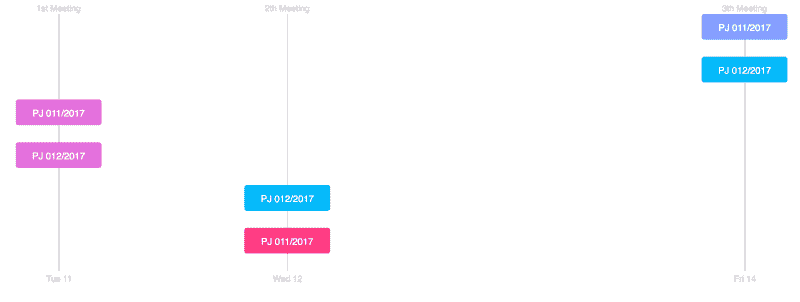 1st Meeting
2th Meeting
3th Meeting
PJ 011/2017
PJ 012/2017
PJ 011/2017
PJ 012/2017
PJ 012/2017
PJ 011/2017
Tue 11
Wed 12
Fri 14